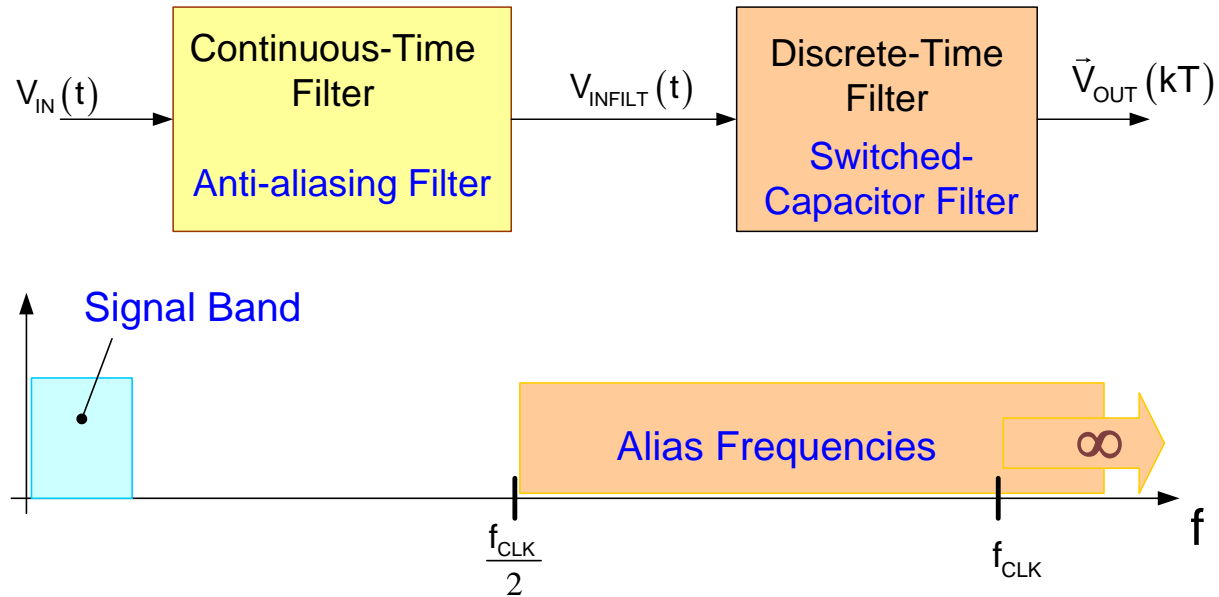 Continuous-Time
Filter
Anti-aliasing Filter
Discrete-Time
Filter
Switched-
Capacitor Filter
V_IN(t)
V_INFILT(t)
V⃗_OUT(kT)
Signal Band
Alias Frequencies
∞
f_CLK
2
f_CLK
f